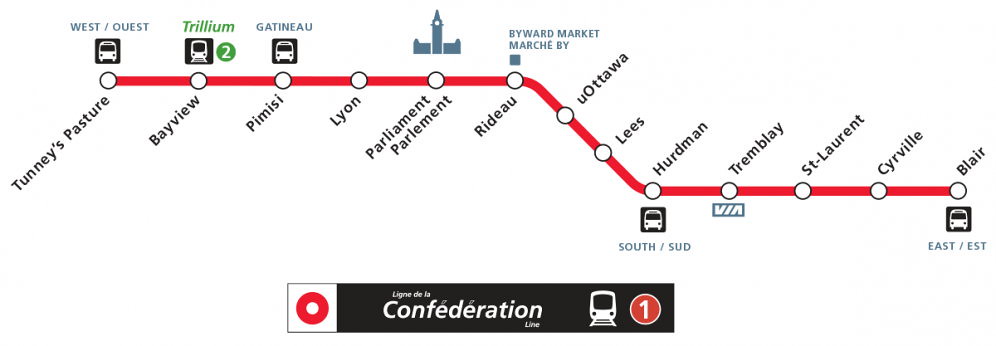 WEST / OUEST
Trillium
2
GATINEAU
BYWARD MARKET
MARCHÉ BY
Tunney's Pasture
Bayview
Pimisi
Lyon
Parliament
Parlement
Rideau
uOttawa
Lees
Hurdman
Tremblay
St-Laurent
Cyrville
Blair
VIA
SOUTH / SUD
EAST / EST
Ligne de la
Confédération
Line
1